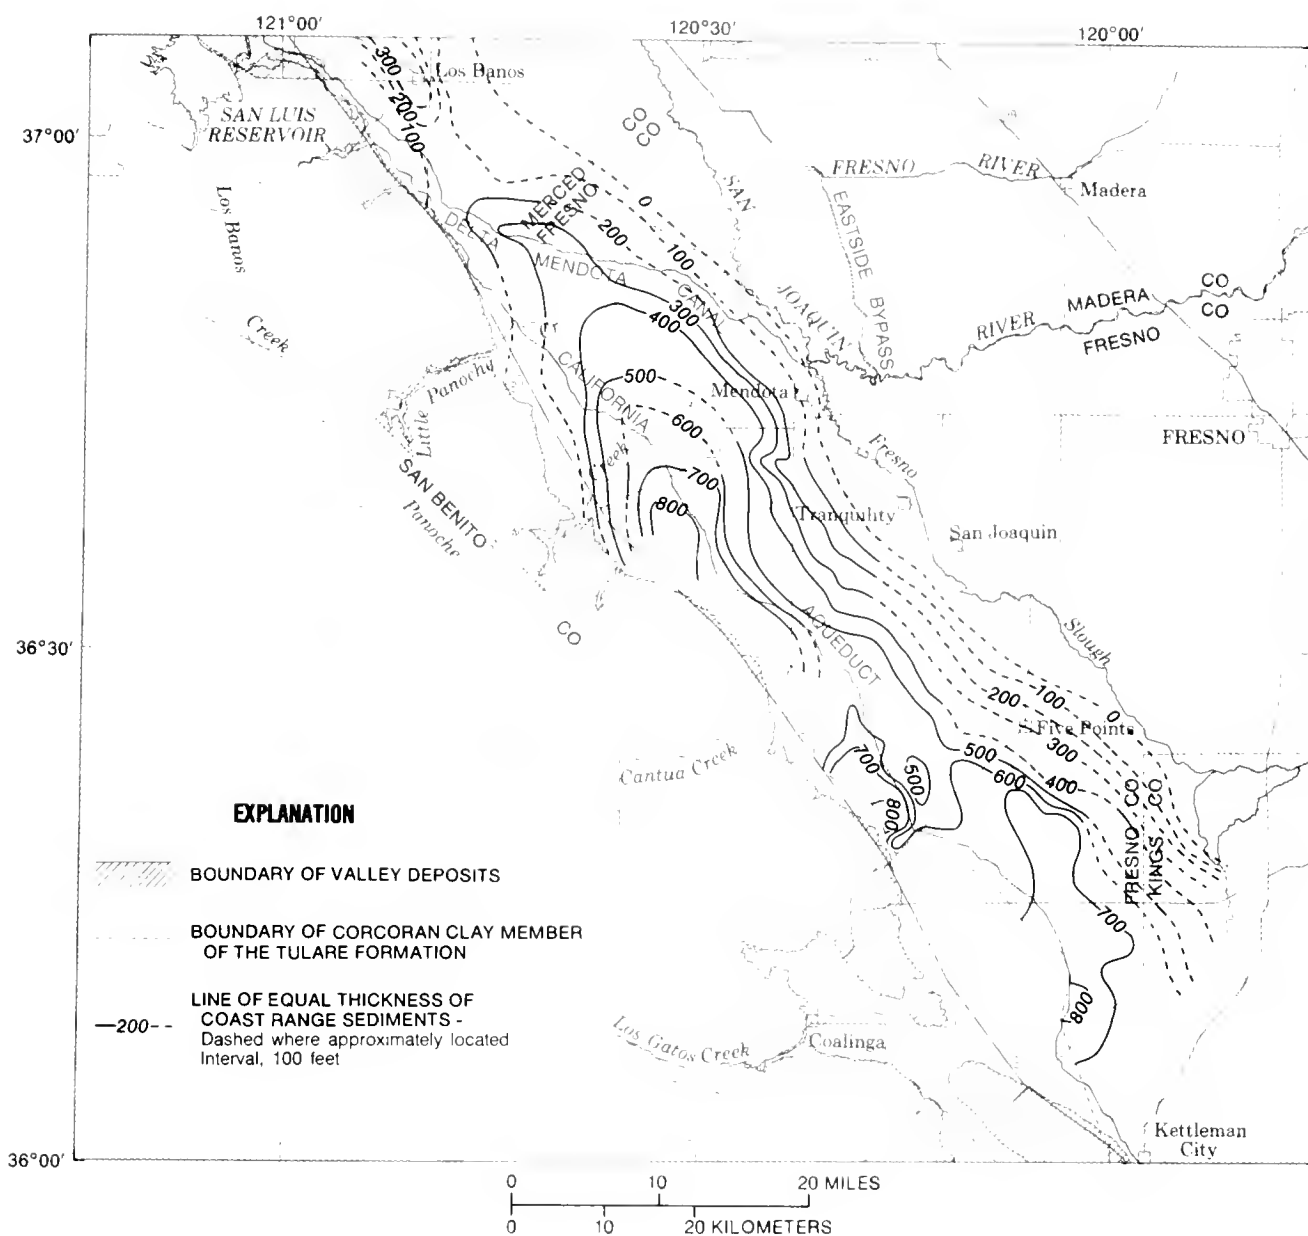 121°00'
120°30'
120°00'
37°00'
36°30'
36°00'
300
200
100
Los Banos
SAN LUIS
RESERVOIR
CO
CO
SAN
FRESNO RIVER
Madera
Los Banos
Creek
DELTA
MERCED
FRESNO
0
200
100
MENDOTA
CANAL
EASTSIDE BYPASS
JOAQUIN
RIVER
MADERA CO
FRESNO CO
300
400
Little Panoche
Creek
CALIFORNIA
500
Mendota
600
FRESNO
Fresno
SAN BENITO
Panoche
Creek
700
800
Tranquility
San Joaquin
CO
AQUEDUCT
Slough
Cantua Creek
100
200
0
Five Points
300
500
600
400
700
500
800
FRESNO CO
KINGS CO
700
800
Los Gatos Creek
Coalinga
Kettleman
City
EXPLANATION
BOUNDARY OF VALLEY DEPOSITS
BOUNDARY OF CORCORAN CLAY MEMBER
OF THE TULARE FORMATION
200
LINE OF EQUAL THICKNESS OF
COAST RANGE SEDIMENTS -
Dashed where approximately located
Interval, 100 feet
0 10 20 MILES
0 10 20 KILOMETERS